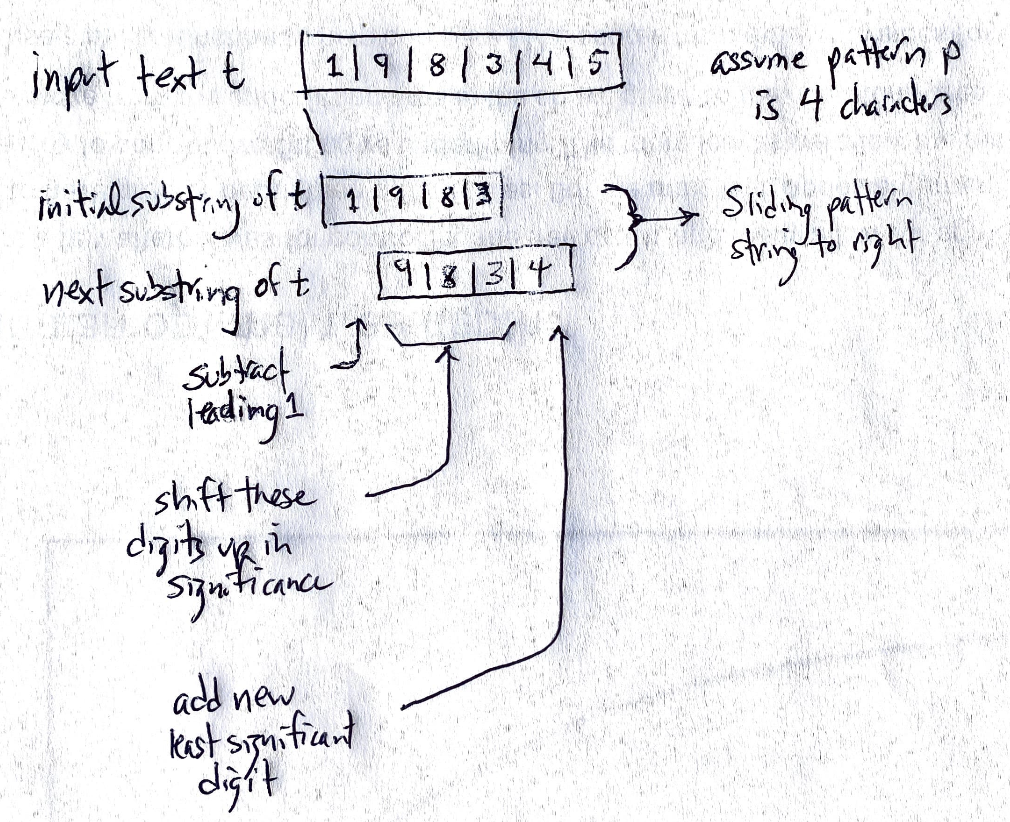 input text t
1|9|8|3|4|5
assume pattern p
is 4 characters
initial substring of t
1|9|8|3
Sliding pattern
string to right
next substring of t
9|8|3|4
subtract
leading 1
shift these
digits up in
significance
add new
least significant
digit